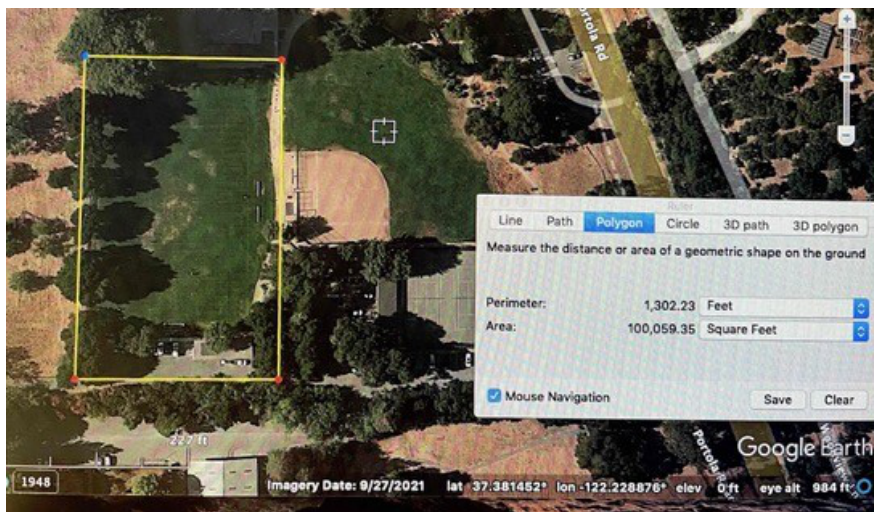 Portola Rd
Ruler
Line Path Polygon Circle 3D path 3D polygon
Measure the distance or area of a geometric shape on the ground
Perimeter: 1,302.23 Feet
Area: 100,059.35 Square Feet
Mouse Navigation Save Clear
227 ft
Portola Rd
Google Earth
1948
Imagery Date: 9/27/2021 lat 37.381452° lon -122.228876° elev 0 ft eye alt 984 ft